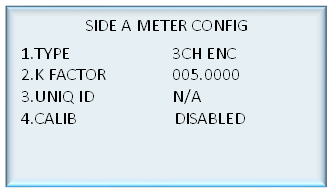 SIDE A METER CONFIG
1.TYPE 3CH ENC
2.K FACTOR 005.0000
3.UNIQ ID N/A
4.CALIB DISABLED